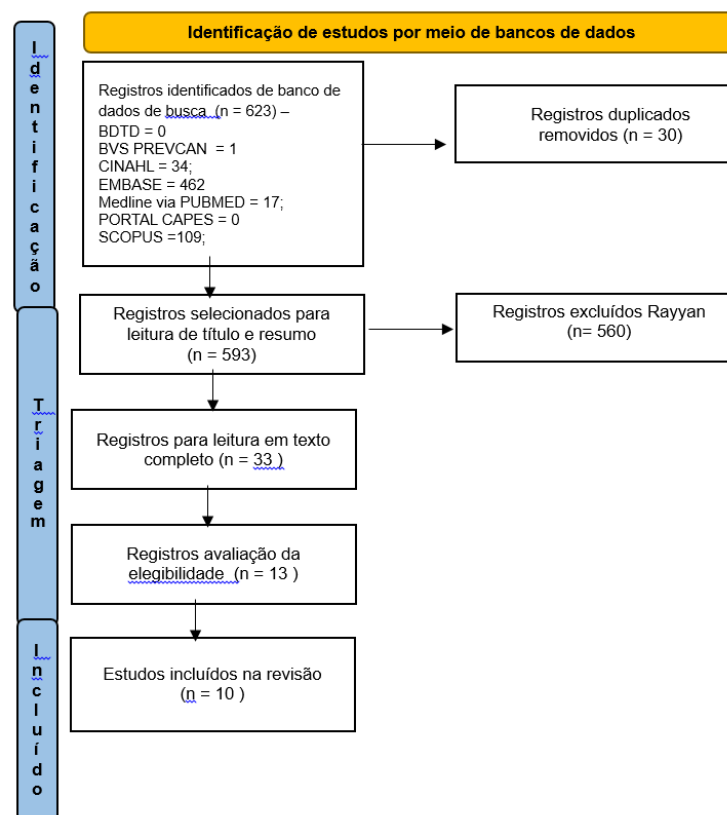 Identificação de estudos por meio de bancos de dados
Identificação
Registros identificados de banco de
dados de busca (n = 623) –
BDTD = 0
BVS PREVCAN = 1
CINAHL = 34;
EMBASE = 462
Medline via PUBMED = 17;
PORTAL CAPES = 0
SCOPUS =109;
Registros duplicados
removidos (n = 30)
Triagem
Registros selecionados para
leitura de título e resumo
(n = 593)
Registros excluídos Rayyan
(n= 560)
Registros para leitura em texto
completo (n = 33 )
Registros avaliação da
elegibilidade (n = 13 )
Incluído
Estudos incluídos na revisão
(n = 10 )